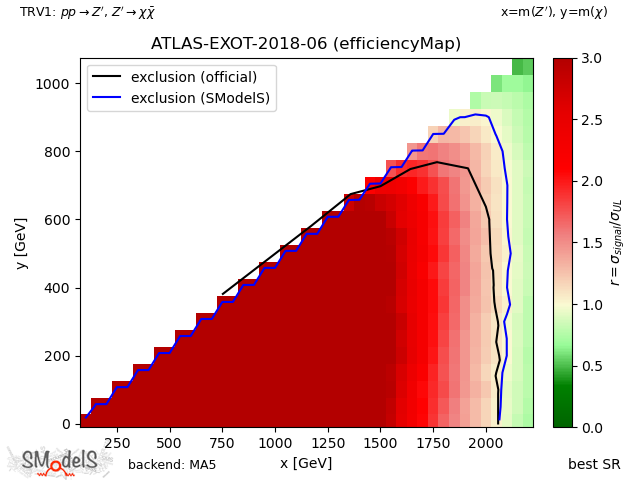 TRV1: pp → Z′, Z′ → χχ̄
x=m(Z′), y=m(χ)
ATLAS-EXOT-2018-06 (efficiencyMap)
exclusion (official)
exclusion (SModelS)
y [GeV]
1000
800
600
400
200
0
250 500 750 1000 1250 1500 1750 2000
x [GeV]
3.0
2.5
2.0
1.5
1.0
0.5
0.0
r = σsignal/σUL
SModelS
backend: MA5
best SR